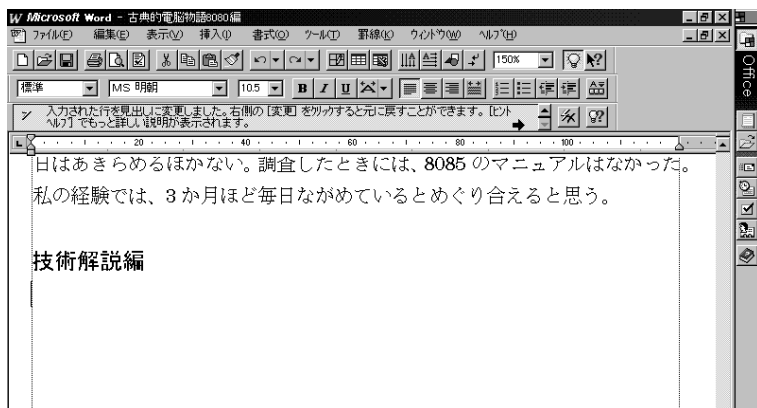 Microsoft Word - 古典的電脳物語8080編
ファイル(F) 編集(E) 表示(V) 挿入(I) 書式(O) ツール(T) 罫線(K) ウィンドウ(W) ヘルプ(H)
150%
標準 MS 明朝 10.5 B I U
入力された行を見出しに変更しました。右側の [変更] をクリックすると元に戻すことができます。[ヒント
ヘルプ] でもっと詳しい説明が表示されます。
20 40 60 80 100
日はあきらめるほかない。調査したときには、8085 のマニュアルはなかった。
私の経験では、3 か月ほど毎日ながめているとめぐり合えると思う。
技術解説編
Office